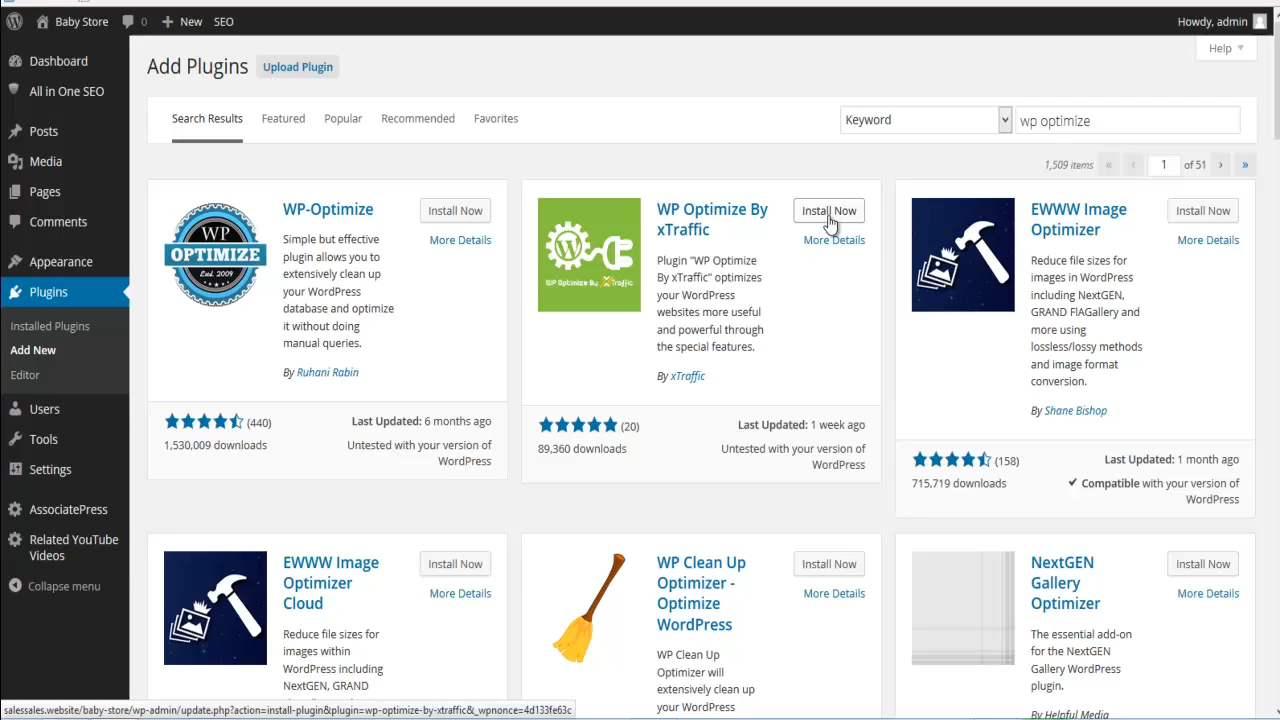 Baby Store
0
New
SEO
Howdy, admin
Help
Dashboard
All in One SEO
Posts
Media
Pages
Comments
Appearance
Plugins
Installed Plugins
Add New
Editor
Users
Tools
Settings
AssociatePress
Related YouTube
Videos
Collapse menu
Add Plugins
Upload Plugin
Search Results
Featured
Popular
Recommended
Favorites
Keyword
wp optimize
1,509 items
«
‹
1
of 51
›
»
WP
OPTIMIZE
Estd. 2009
WP-Optimize
Install Now
More Details
Simple but effective
plugin allows you to
extensively clean up
your WordPress
database and optimize
it without doing
manual queries.
By Ruhani Rabin
(440)
1,530,009 downloads
Last Updated: 6 months ago
Untested with your version of
WordPress
WP Optimize By xTraffic
WP Optimize By
xTraffic
Install Now
More Details
Plugin "WP Optimize
By xTraffic" optimizes
your WordPress
websites more useful
and powerful through
the special features.
By xTraffic
(20)
89,360 downloads
Last Updated: 1 week ago
Untested with your version of
WordPress
EWWW Image
Optimizer
Install Now
More Details
Reduce file sizes for
images in WordPress
including NextGEN,
GRAND FlAGallery and
more using
lossless/lossy methods
and image format
conversion.
By Shane Bishop
(158)
715,719 downloads
Last Updated: 1 month ago
Compatible with your version of
WordPress
EWWW Image
Optimizer
Cloud
Install Now
More Details
Reduce file sizes for
images within
WordPress including
NextGEN, GRAND
WP Clean Up
Optimizer -
Optimize
WordPress
Install Now
More Details
WP Clean Up
Optimizer will
extensively clean up
your WordPress
NextGEN
Gallery
Optimizer
Install Now
More Details
The essential add-on
for the NextGEN
Gallery WordPress
plugin.
By Helpful Media
salessales.website/baby-store/wp-admin/update.php?action=install-plugin&plugin=wp-optimize-by-xtraffic&_wpnonce=4d133fe63c